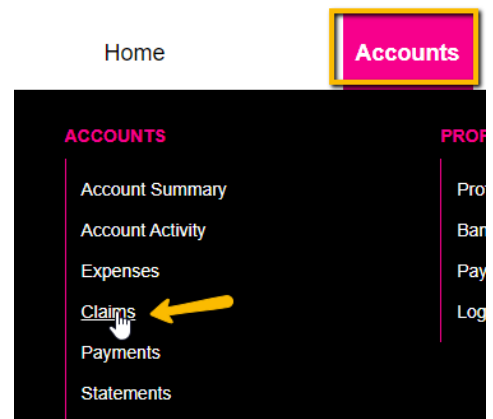 Home
Accounts
ACCOUNTS
Account Summary
Account Activity
Expenses
Claims
Payments
Statements